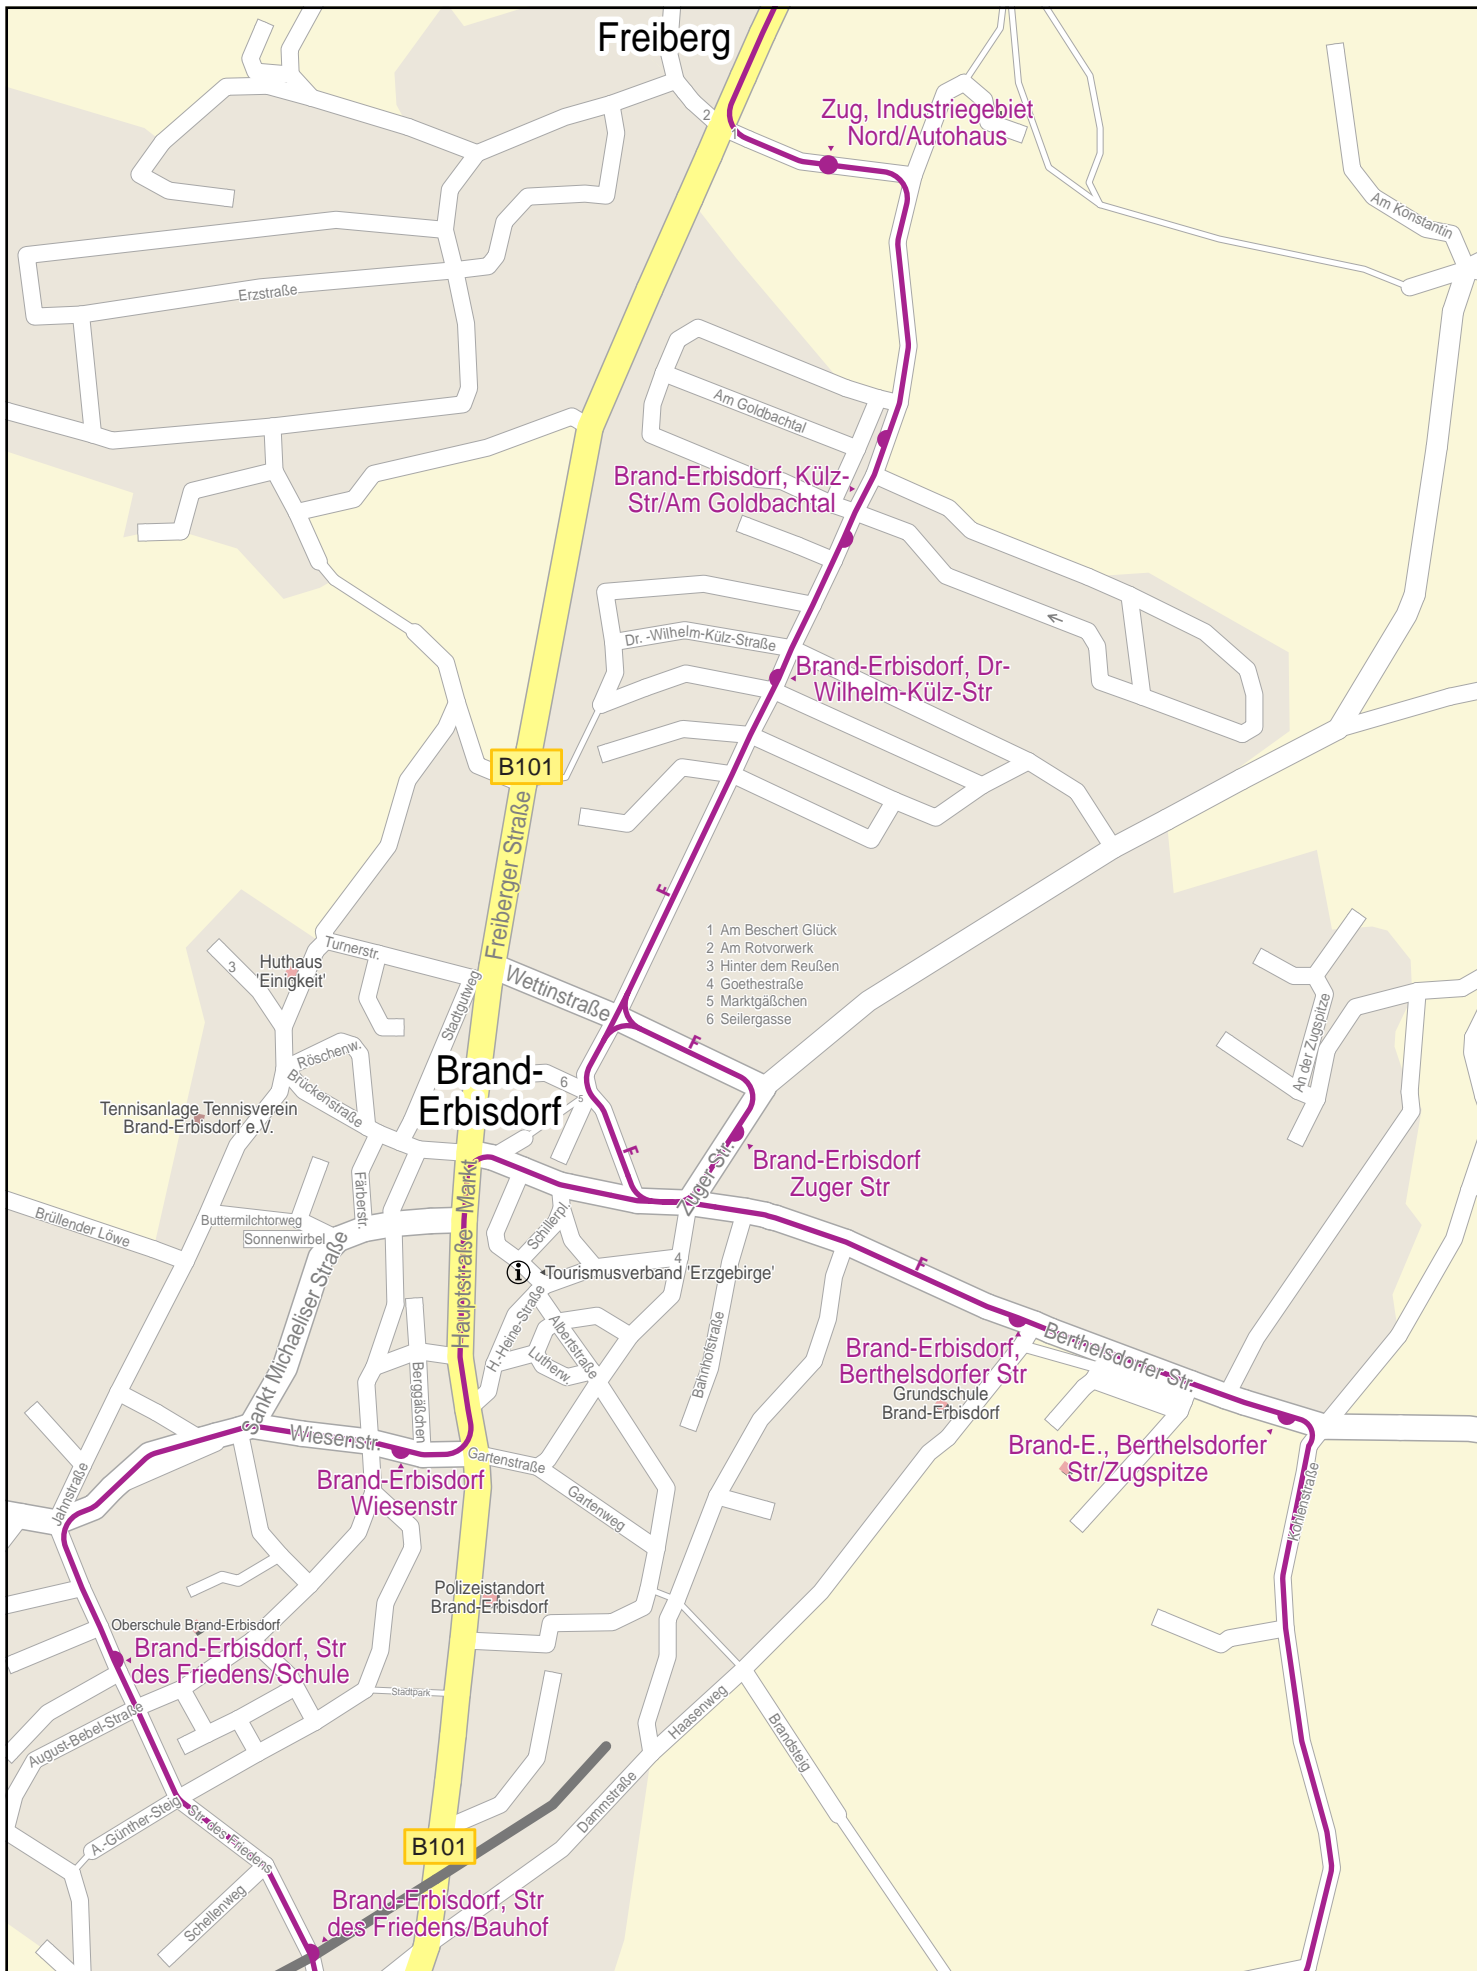 Freiberg
Zug, Industriegebiet
Nord/Autohaus
2
1
Am Konstantin
Erzstraße
Am Goldbachtal
Brand-Erbisdorf, Külz-
Str/Am Goldbachtal
Dr. -Wilhelm-Külz-Straße
Brand-Erbisdorf, Dr-
Wilhelm-Külz-Str
B101
Freiberger Straße
F
1 Am Beschert Glück
2 Am Rotvorwerk
3 Hinter dem Reußen
4 Goethestraße
5 Marktgäßchen
6 Seilergasse
Turnerstr.
3
Huthaus
'Einigkeit'
Stadtgutweg
Wettinstraße
An der Zugspitze
F
Röschenw.
Brückenstraße
Brand-
Erbisdorf
6
5
Tennisanlage Tennisverein
Brand-Erbisdorf e.V.
F
Zuger Str.
Brand-Erbisdorf
Zuger Str
Markt
Färberstr.
Brüllender Löwe
Buttermilchtorweg
Sonnenwirbel
Schillerpl.
4
Tourismusverband 'Erzgebirge'
F
Sankt Michaeliser Straße
Hauptstraße
H.-Heine-Straße
Albertstraße
Lutherw.
Bahnhofstraße
Berggäßchen
Brand-Erbisdorf,
Berthelsdorfer Str
Berthelsdorfer Str.
Grundschule
Brand-Erbisdorf
Wiesenstr.
Brand-Erbisdorf
Wiesenstr
Gartenstraße
Gartenweg
Brand-E., Berthelsdorfer
Str/Zugspitze
Jahnstraße
Kohlenstraße
Polizeistandort
Brand-Erbisdorf
Oberschule Brand-Erbisdorf
Brand-Erbisdorf, Str
des Friedens/Schule
Stadtpark
August-Bebel-Straße
Haasenweg
Brandsteig
A.-Günther-Steig
Str. des Friedens
Dammstraße
B101
Schellenweg
Brand-Erbisdorf, Str
des Friedens/Bauhof